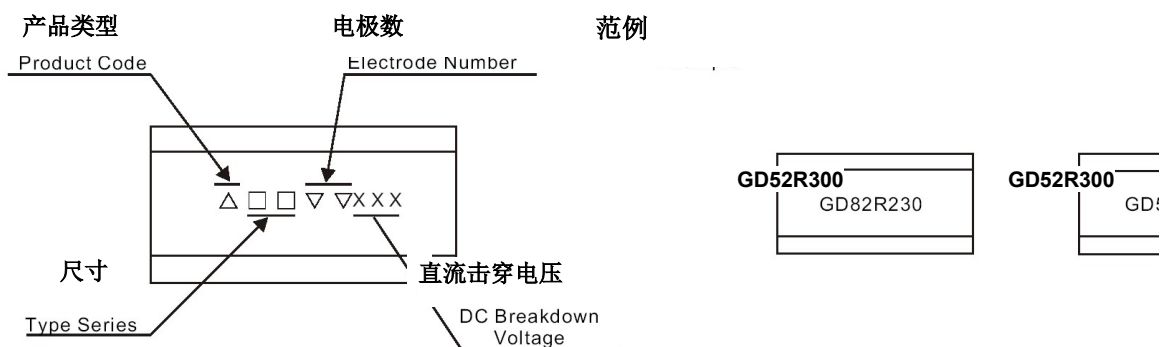 产品类型
电极数
范例
Product Code
Electrode Number
△ □ □ ▽ ▽ X X X
GD52R300
GD82R230
GD52R300
尺寸
直流击穿电压
Type Series
DC Breakdown
Voltage